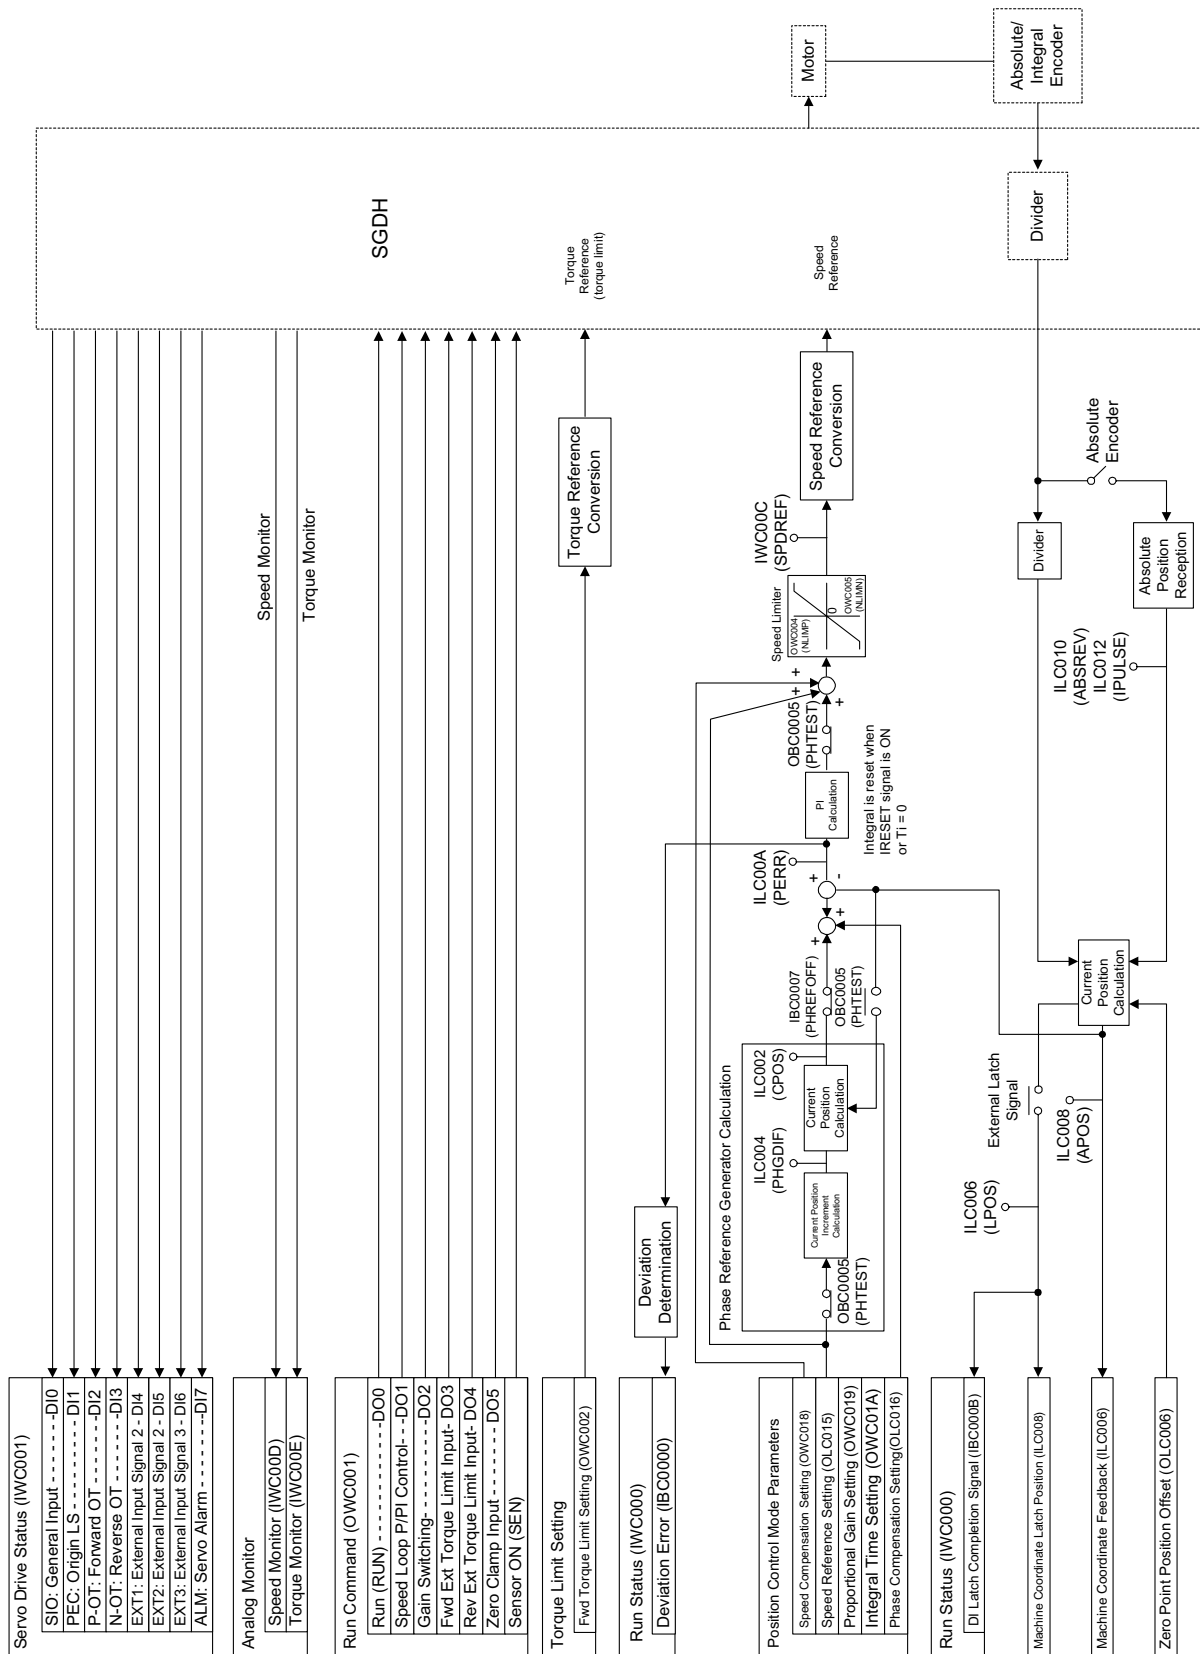 Servo Drive Status (IWC001)
SIO: General Input - - - - - - - -DI0
PEC: Origin LS - - - - - - - - - DI1
P-OT: Forward OT - - - - - - -DI2
N-OT: Reverse OT - - - - - - -DI3
EXT1: External Input Signal 2 - DI4
EXT2: External Input Signal 2 - DI5
EXT3: External Input Signal 3 - DI6
ALM: Servo Alarm - - - - - - - -DI7
Analog Monitor
Speed Monitor (IWC00D)
Torque Monitor (IWC00E)
Speed Monitor
Torque Monitor
Run Command (OWC001)
Run (RUN) - - - - - - - - - - - -DO0
Speed Loop P/PI Control- - -DO1
Gain Switching- - - - - - - - - -DO2
Fwd Ext Torque Limit Input- DO3
Rev Ext Torque Limit Input- DO4
Zero Clamp Input - - - - - - DO5
Sensor ON (SEN)
SGDH
Torque Limit Setting
Fwd Torque Limit Setting (OWC002)
Torque Reference
Conversion
Torque
Reference
(torque limit)
Run Status (IWC000)
Deviation Error (IBC0000)
Deviation
Determination
Position Control Mode Parameters
Speed Compensation Setting (OWC018)
Speed Reference Setting (OLC015)
Proportional Gain Setting (OWC019)
Integral Time Setting (OWC01A)
Phase Compensation Setting(OLC016)
Phase Reference Generator Calculation
OBC0005
(PHTEST)
Current Position
Increment
Calculation
ILC004
(PHGDIF)
Current
Position
Calculation
ILC002
(CPOS)
IBC0007
(PHREFOFF)
OBC0005
(PHTEST)
+
+
+
-
ILC00A
(PERR)
PI
Calculation
Integral is reset when
IRESET signal is ON
or Ti = 0
OBC0005
(PHTEST)
+
+
+
Speed Limiter
OWC004
(NLIMP)
0
OWC005
(NLIMN)
IWC00C
(SPDREF)
Speed Reference
Conversion
Speed
Reference
Motor
Absolute/
Integral
Encoder
Divider
Run Status (IWC000)
DI Latch Completion Signal (IBC000B)
Machine Coordinate Latch Position (ILC008)
Machine Coordinate Feedback (ILC006)
Zero Point Position Offset (OLC006)
ILC006
(LPOS)
External Latch
Signal
ILC008
(APOS)
Current
Position
Calculation
ILC010
(ABSREV)
ILC012
(IPULSE)
Divider
Absolute
Position
Reception
Absolute
Encoder